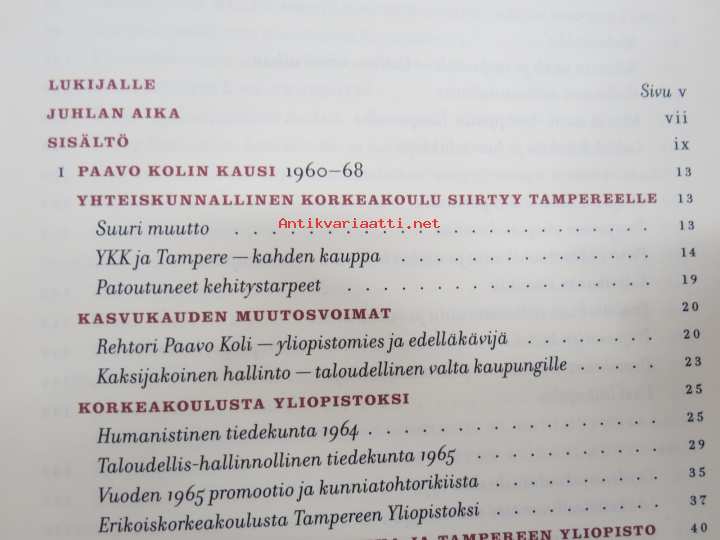 LUKIJALLE Sivu v
JUHLAN AIKA vii
SISÄLTÖ ix
I PAAVO KOLIN KAUSI 1960–68 13
YHTEISKUNNALLINEN KORKEAKOULU SIIRTYY TAMPEREELLE 13
Antikvariaatti.net
Suuri muutto . . . . . . . . . . . . . . . . . . . . . . . . 13
YKK ja Tampere — kahden kauppa . . . . . . . . . . . . . . 14
Patoutuneet kehitystarpeet . . . . . . . . . . . . . . . . . 19
KASVUKAUDEN MUUTOSVOIMAT 20
Rehtori Paavo Koli — yliopistomies ja edelläkävijä . . . . . . . 20
Kaksijakoinen hallinto — taloudellinen valta kaupungille . . . . . 23
KORKEAKOULUSTA YLIOPISTOKSI 25
Humanistinen tiedekunta 1964 . . . . . . . . . . . . . . . . 25
Taloudellis-hallinnollinen tiedekunta 1965 . . . . . . . . . . . 29
Vuoden 1965 promootio ja kunniatohtorikiista . . . . . . . . . 35
Erikoiskorkeakoulusta Tampereen Yliopistoksi . . . . . . . . . 37
JA TAMPEREEN YLIOPISTO 40